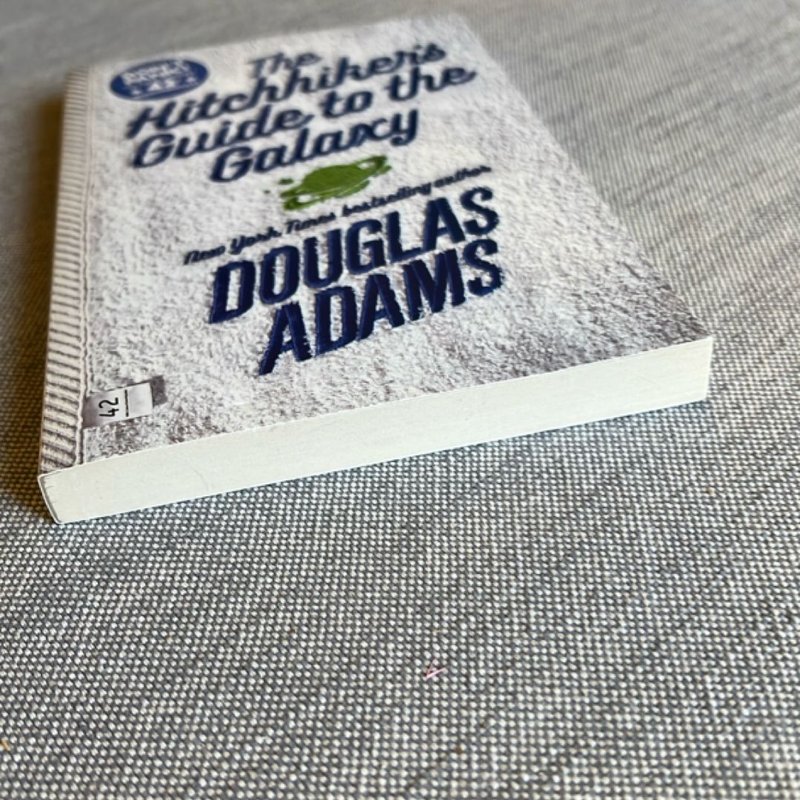 The
Hitchhiker's
Guide to the
Galaxy
New York Times bestselling author
DOUGLAS
ADAMS
42